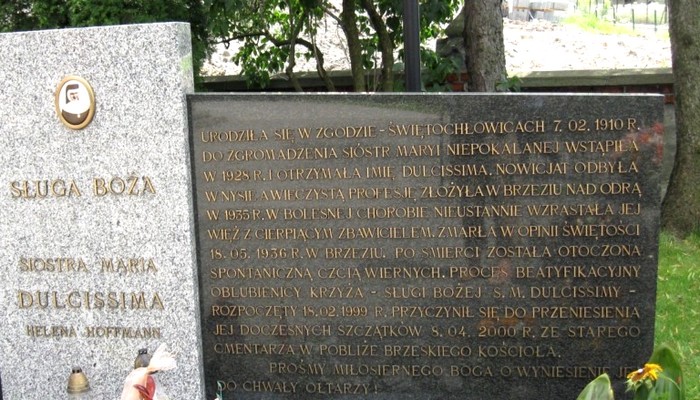 SŁUGA BOŻA
SIOSTRA MARIA
DULCISSIMA
HELENA HOFFMANN
URODZIŁA SIĘ W ZGODZIE - ŚWIĘTOCHŁOWICACH 7. 02. 1910 R.
DO ZGROMADZENIA SIÓSTR MARYI NIEPOKALANEJ WSTĄPIŁA
W 1928 R. I OTRZYMAŁA IMIĘ DULCISSIMA. NOWICJAT ODBYŁA
W NYSIE A WIECZYSTĄ PROFESJĘ ZŁOŻYŁA W BRZEZIU NAD ODRĄ
W 1935 R. W BOLESNEJ CHOROBIE NIEUSTANNIE WZRASTAŁA JEJ
WIĘŹ Z CIERPIĄCYM ZBAWICIELEM. ZMARŁA W OPINII ŚWIĘTOŚCI
18. 05. 1936 R. W BRZEZIU. PO ŚMIERCI ZOSTAŁA OTOCZONA
SPONTANICZNĄ CZCIĄ WIERNYCH. PROCES BEATYFIKACYJNY
OBLUBIENICY KRZYŻA - SŁUGI BOŻEJ S. M. DULCISSIMY -
ROZPOCZĘTY 18. 02. 1999 R. PRZYCZYNIŁ SIĘ DO PRZENIESIENIA
JEJ DOCZESNYCH SZCZĄTKÓW 8. 04. 2000 R. ZE STAREGO
CMENTARZA W POBLIŻE BRZESKIEGO KOŚCIOŁA.
PROŚMY MIŁOSIERNEGO BOGA O WYNIESIENIE JEJ
DO CHWAŁY OŁTARZY!